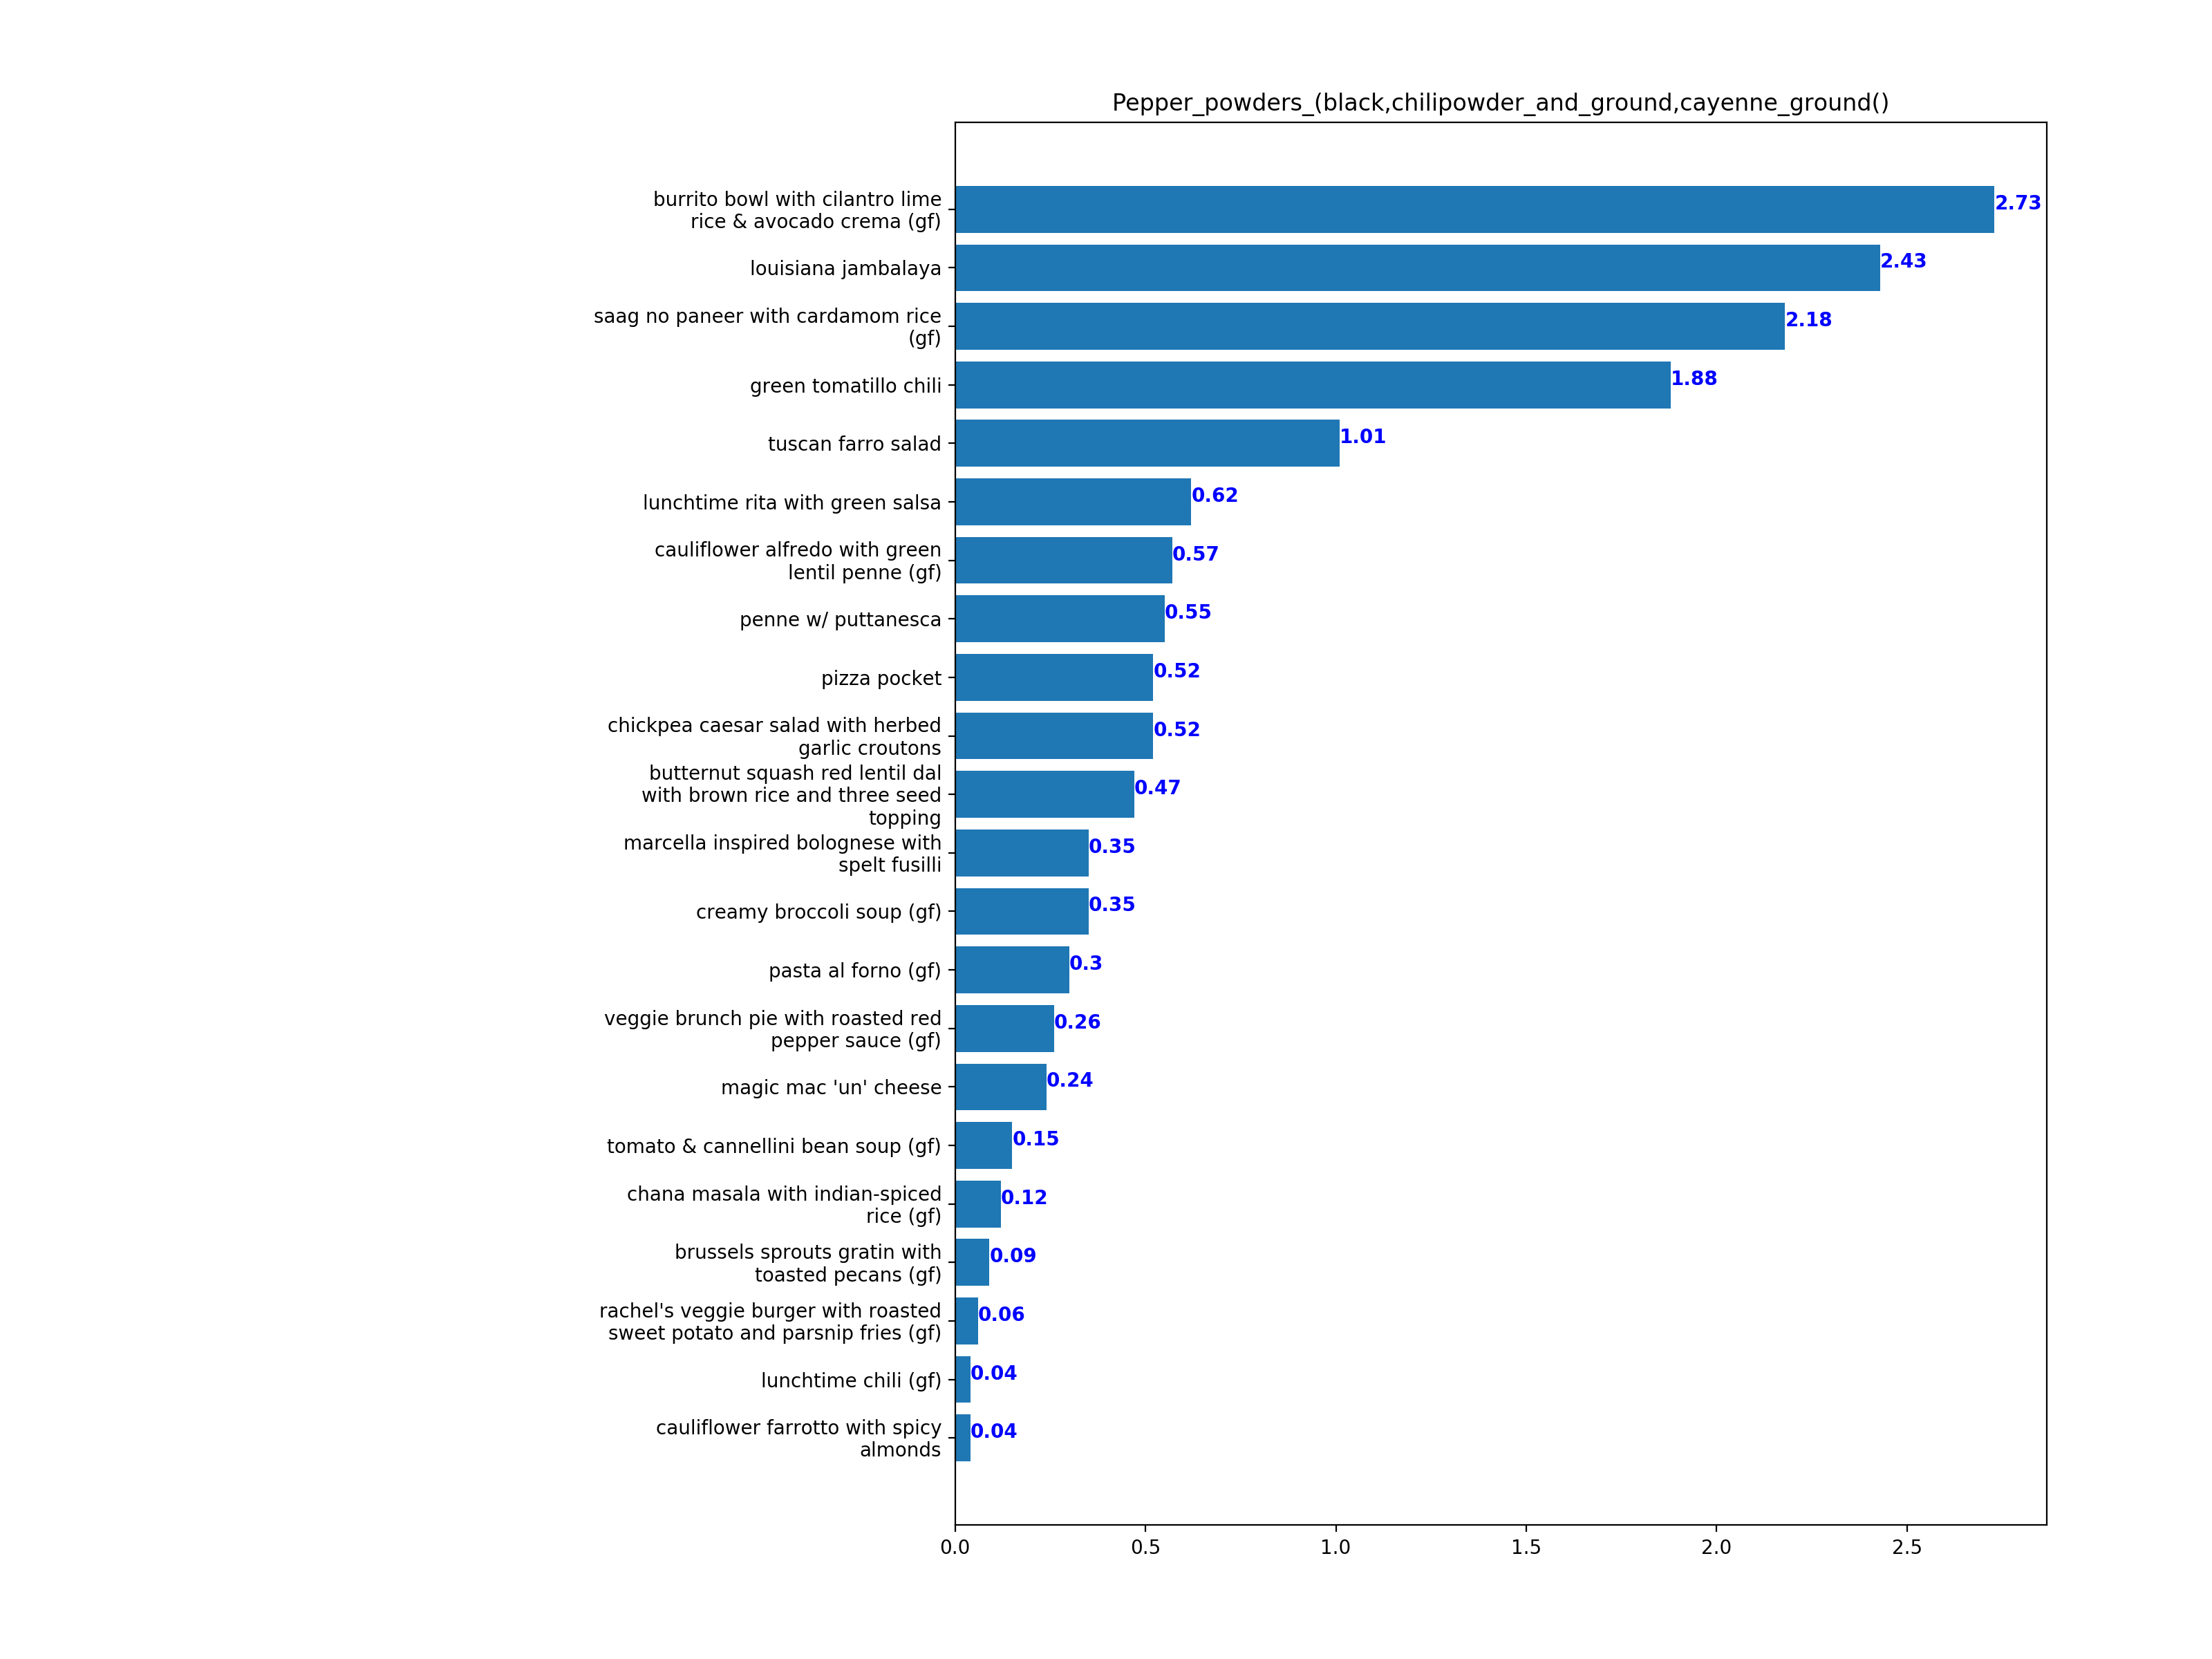 Pepper_powders_(black,chilipowder_and_ground,cayenne_ground()
burrito bowl with cilantro lime
rice & avocado crema (gf)
2.73
louisiana jambalaya
2.43
saag no paneer with cardamom rice
(gf)
2.18
green tomatillo chili
1.88
tuscan farro salad
1.01
lunchtime rita with green salsa
0.62
cauliflower alfredo with green
lentil penne (gf)
0.57
penne w/ puttanesca
0.55
pizza pocket
0.52
chickpea caesar salad with herbed
garlic croutons
0.52
butternut squash red lentil dal
with brown rice and three seed
topping
0.47
marcella inspired bolognese with
spelt fusilli
0.35
creamy broccoli soup (gf)
0.35
pasta al forno (gf)
0.3
veggie brunch pie with roasted red
pepper sauce (gf)
0.26
magic mac 'un' cheese
0.24
tomato & cannellini bean soup (gf)
0.15
chana masala with indian-spiced
rice (gf)
0.12
brussels sprouts gratin with
toasted pecans (gf)
0.09
rachel's veggie burger with roasted
sweet potato and parsnip fries (gf)
0.06
lunchtime chili (gf)
0.04
cauliflower farrotto with spicy
almonds
0.04
0.0 0.5 1.0 1.5 2.0 2.5